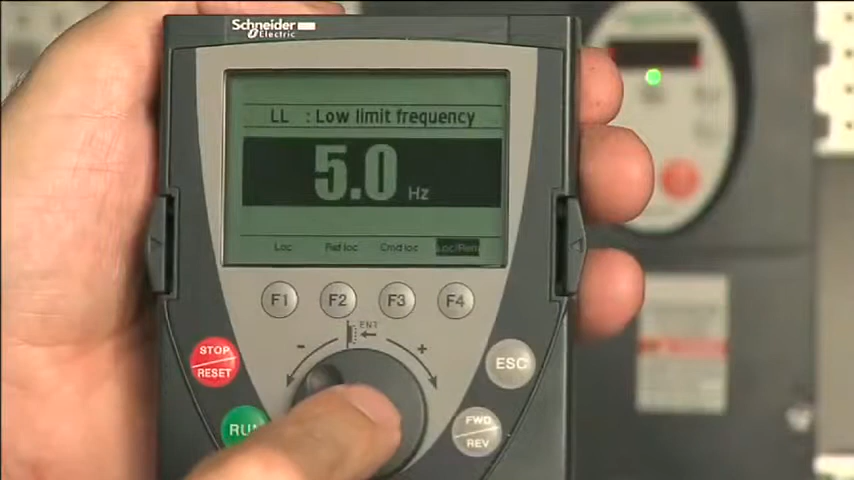 Schneider
Electric
LL : Low limit frequency
5.0 Hz
Loc Ref loc Cmd loc Loc/Rem
F1 F2 F3 F4
ENT
- +
STOP
RESET
ESC
RUN
FWD
REV